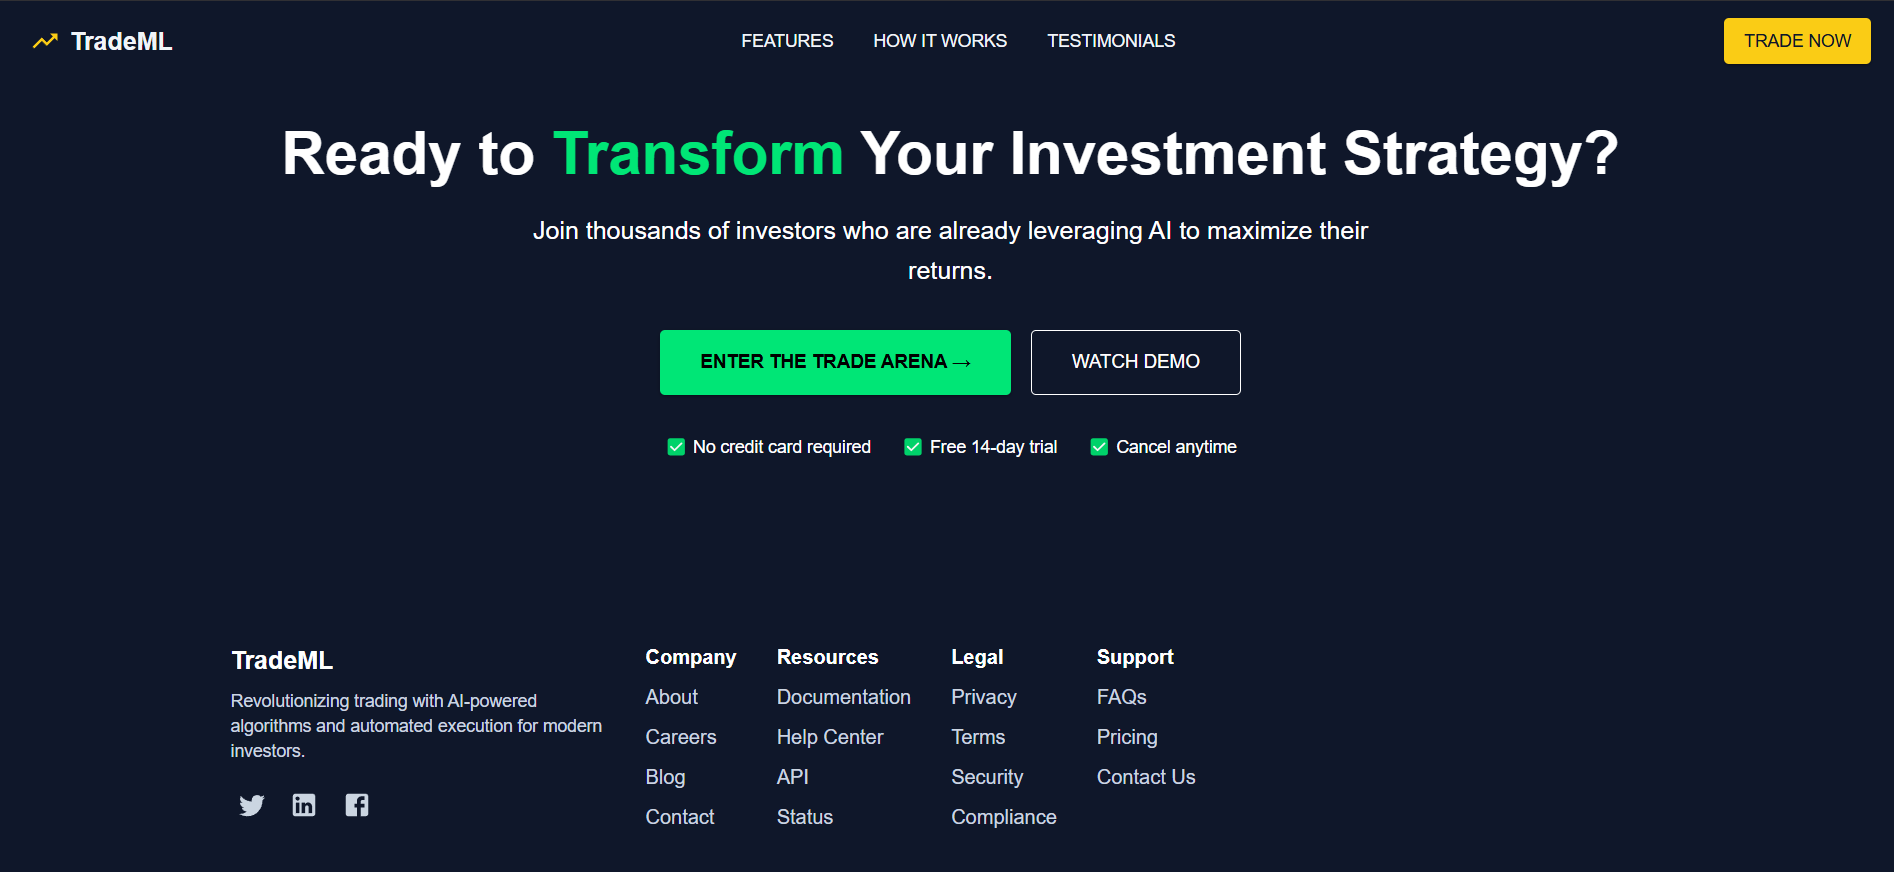 TradeML
FEATURES
HOW IT WORKS
TESTIMONIALS
TRADE NOW
Ready to Transform Your Investment Strategy?
Join thousands of investors who are already leveraging AI to maximize their
returns.
ENTER THE TRADE ARENA →
WATCH DEMO
No credit card required
Free 14-day trial
Cancel anytime
TradeML
Revolutionizing trading with AI-powered
algorithms and automated execution for modern
investors.
Company
About
Careers
Blog
Contact
Resources
Documentation
Help Center
API
Status
Legal
Privacy
Terms
Security
Compliance
Support
FAQs
Pricing
Contact Us